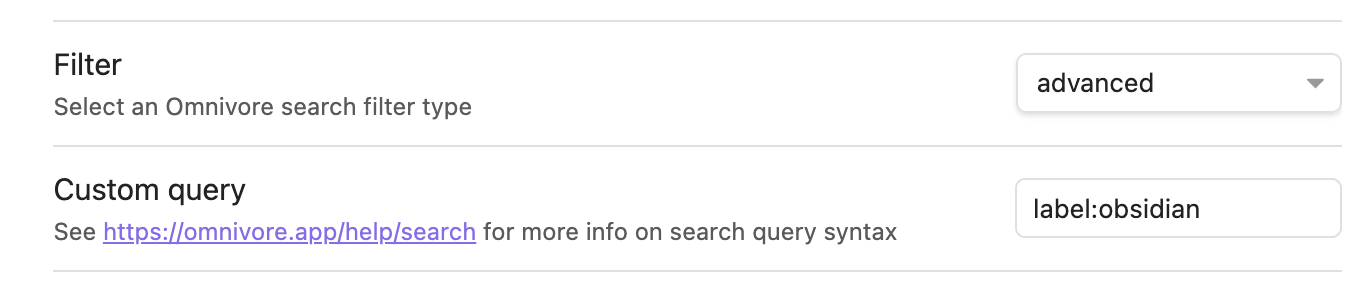 Filter
Select an Omnivore search filter type
advanced
Custom query
See https://omnivore.app/help/search for more info on search query syntax
label:obsidian